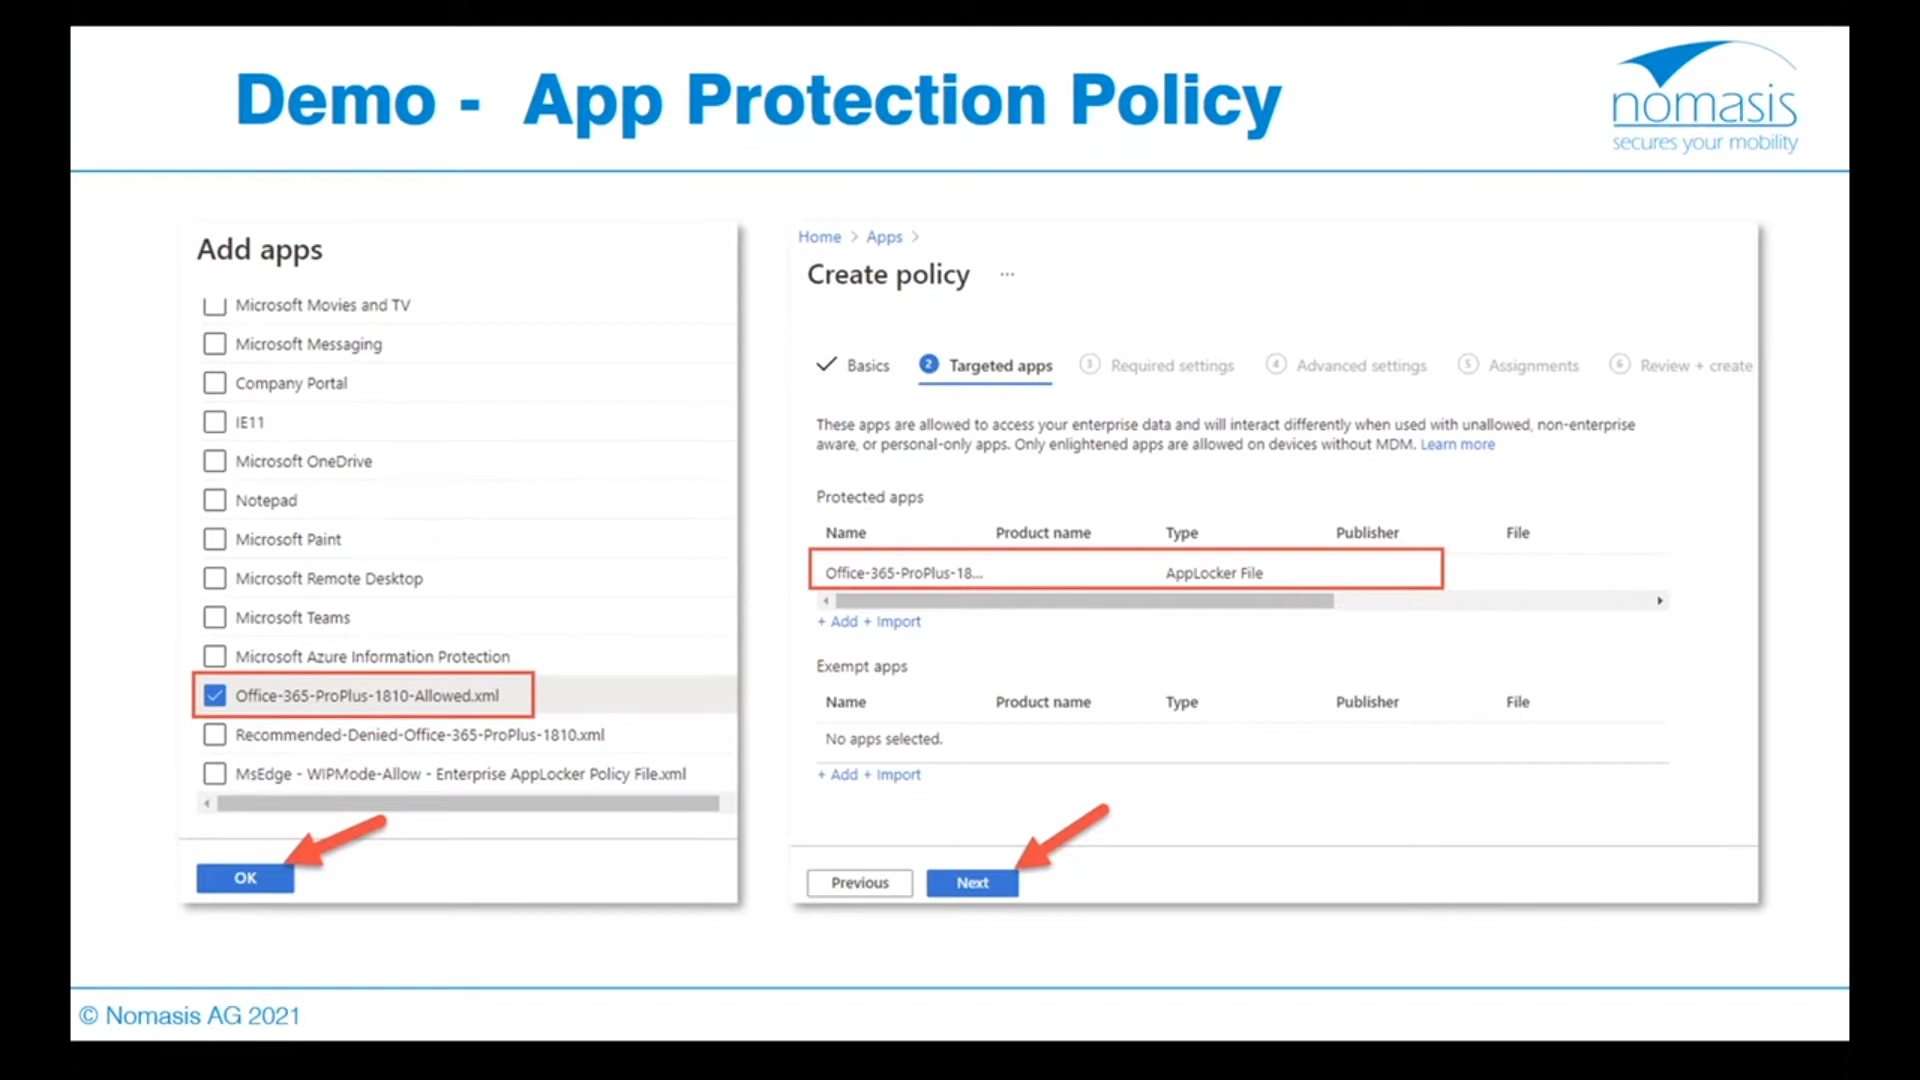 Demo - App Protection Policy
nomasis
secures your mobility
Add apps
Microsoft Movies and TV
Microsoft Messaging
Company Portal
IE11
Microsoft OneDrive
Notepad
Microsoft Paint
Microsoft Remote Desktop
Microsoft Teams
Microsoft Azure Information Protection
Office-365-ProPlus-1810-Allowed.xml
Recommended-Denied-Office-365-ProPlus-1810.xml
MsEdge - WIPMode-Allow - Enterprise AppLocker Policy File.xml
OK
Home > Apps >
Create policy ...
Basics 2 Targeted apps 3 Required settings 4 Advanced settings 5 Assignments 6 Review + create
These apps are allowed to access your enterprise data and will interact differently when used with unallowed, non-enterprise
aware, or personal-only apps. Only enlightened apps are allowed on devices without MDM. Learn more
Protected apps
Name Product name Type Publisher File
Office-365-ProPlus-18... AppLocker File
+ Add + Import
Exempt apps
Name Product name Type Publisher File
No apps selected.
+ Add + Import
Previous Next
© Nomasis AG 2021